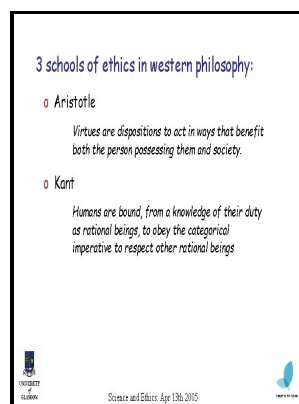 3 schools of ethics in western philosophy:
o Aristotle
Virtues are dispositions to act in ways that benefit
both the person possessing them and society.
o Kant
Humans are bound, from a knowledge of their duty
as rational beings, to obey the categorical
imperative to respect other rational beings
UNIVERSITY
of
GLASGOW
Science and Ethics: Apr 13th 2005